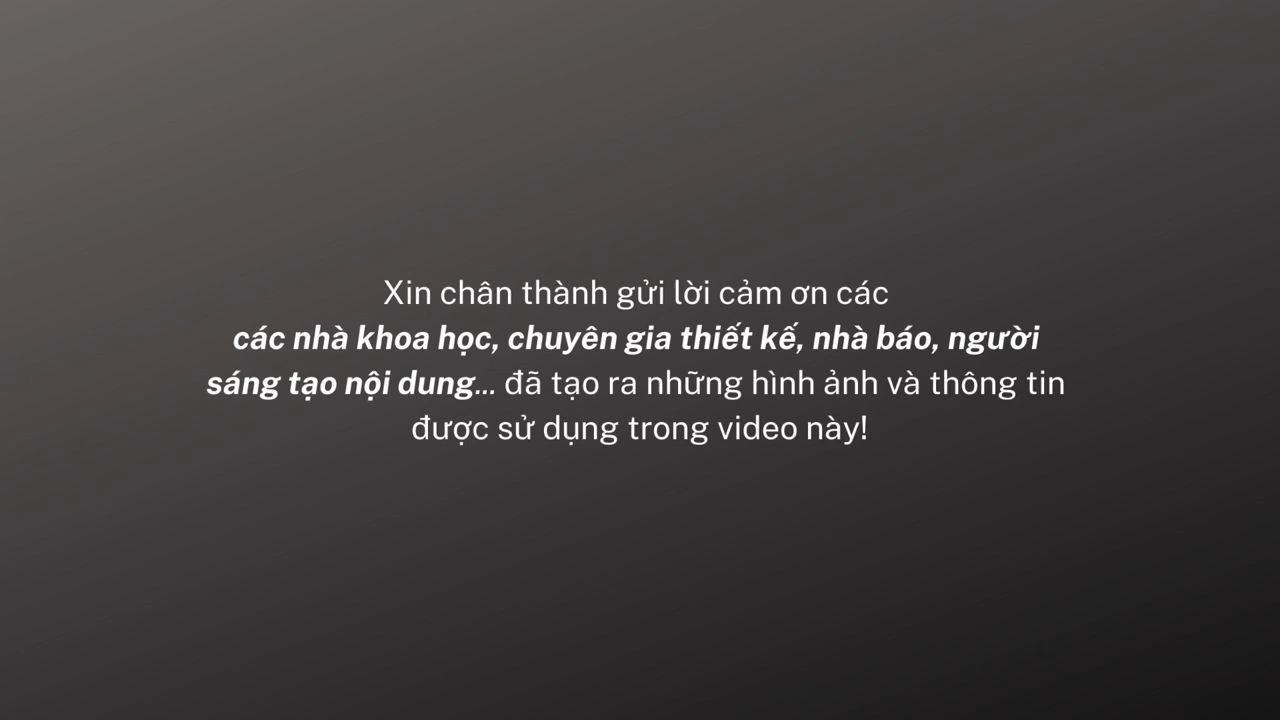 Xin chân thành gửi lời cảm ơn các
các nhà khoa học, chuyên gia thiết kế, nhà báo, người
sáng tạo nội dung... đã tạo ra những hình ảnh và thông tin
được sử dụng trong video này!